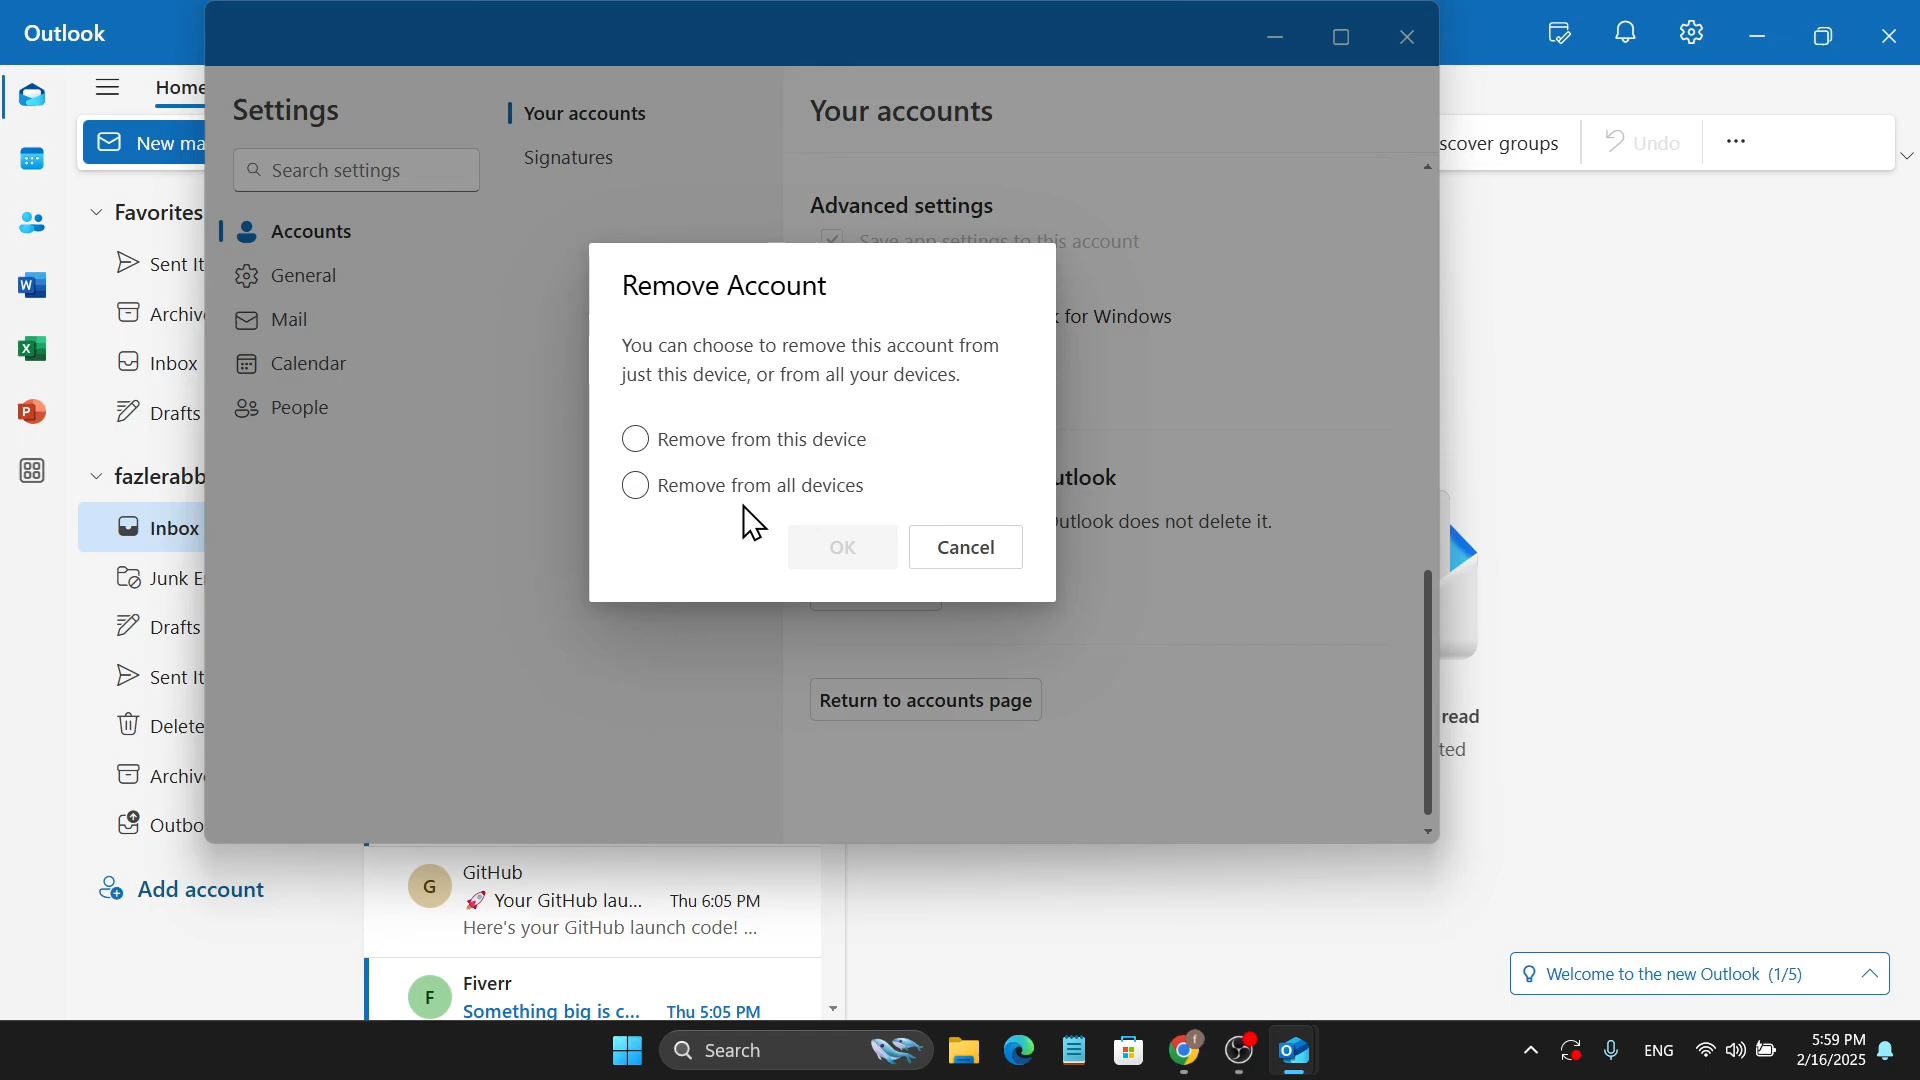 Outlook
Home
New ma
scover groups
Undo
Favorites
Sent It
Archiv
Inbox
Drafts
fazlerabb
Inbox
Junk E
Drafts
Sent It
Delete
Archiv
Outbo
Add account
Settings
Search settings
Accounts
General
Mail
Calendar
People
Your accounts
Signatures
Your accounts
Advanced settings
Save app settings to this account
for Windows
utlook
utlook does not delete it.
Return to accounts page
Remove Account
You can choose to remove this account from
just this device, or from all your devices.
Remove from this device
Remove from all devices
OK
Cancel
read
ted
G
GitHub
🚀 Your GitHub lau... Thu 6:05 PM
Here's your GitHub launch code! ...
F
Fiverr
Something big is c... Thu 5:05 PM
Welcome to the new Outlook (1/5)
Search
ENG
5:59 PM
2/16/2025